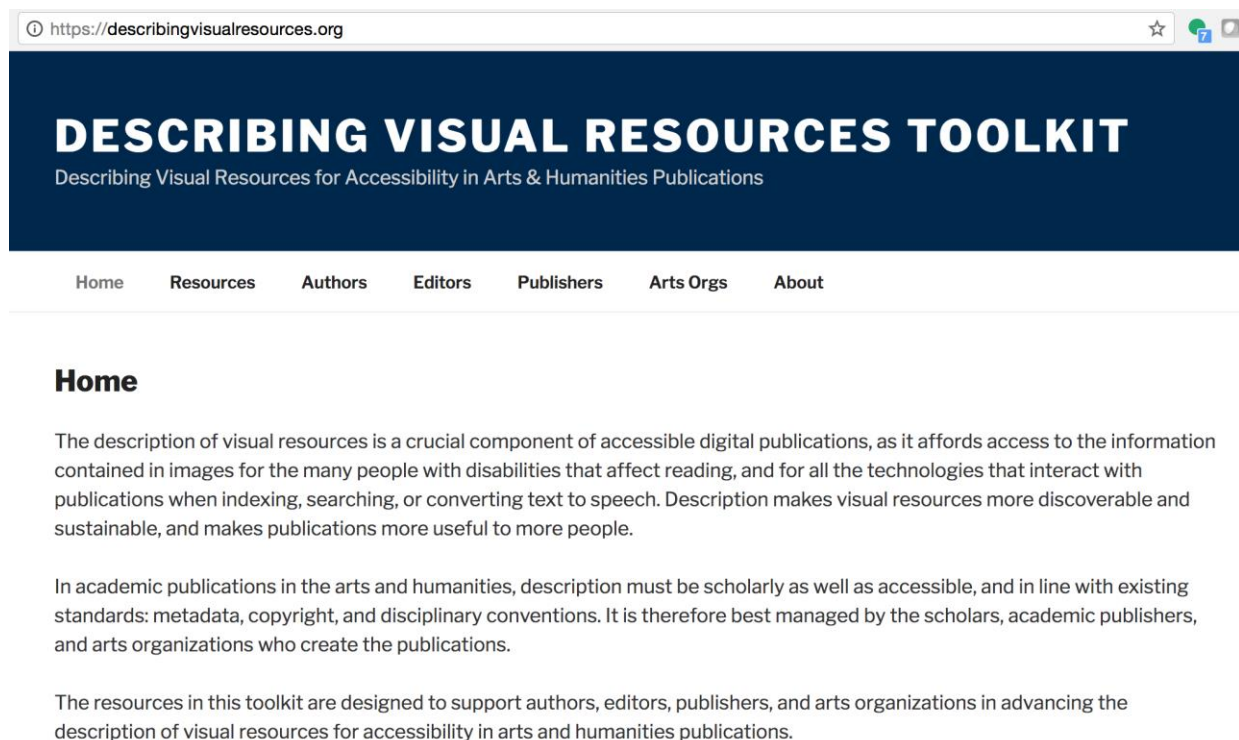 https://describingvisualresources.org
7
DESCRIBING VISUAL RESOURCES TOOLKIT
Describing Visual Resources for Accessibility in Arts & Humanities Publications
Home Resources Authors Editors Publishers Arts Orgs About
Home
The description of visual resources is a crucial component of accessible digital publications, as it affords access to the information
contained in images for the many people with disabilities that affect reading, and for all the technologies that interact with
publications when indexing, searching, or converting text to speech. Description makes visual resources more discoverable and
sustainable, and makes publications more useful to more people.
In academic publications in the arts and humanities, description must be scholarly as well as accessible, and in line with existing
standards: metadata, copyright, and disciplinary conventions. It is therefore best managed by the scholars, academic publishers,
and arts organizations who create the publications.
The resources in this toolkit are designed to support authors, editors, publishers, and arts organizations in advancing the
description of visual resources for accessibility in arts and humanities publications.